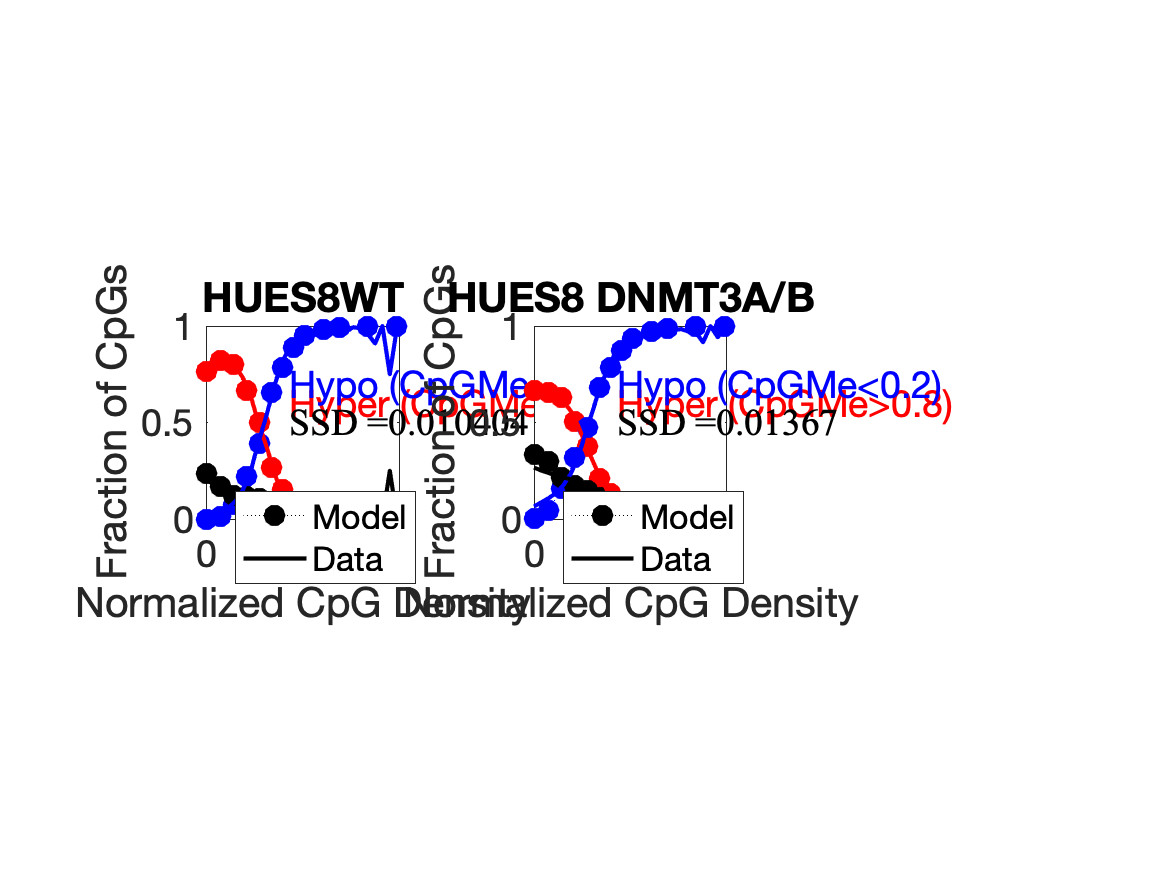 HUES8WT
Fraction of CpGs
1
0.5
0
0
Hypo (CpGMe
Hyper (CpGMe
SSD =0.010404
Model
Data
Normalized CpG Density
HUES8 DNMT3A/B
Fraction of CpGs
1
0.5
0
0
Hypo (CpGMe<0.2)
Hyper (CpGMe>0.8)
SSD =0.01367
Model
Data
Normalized CpG Density